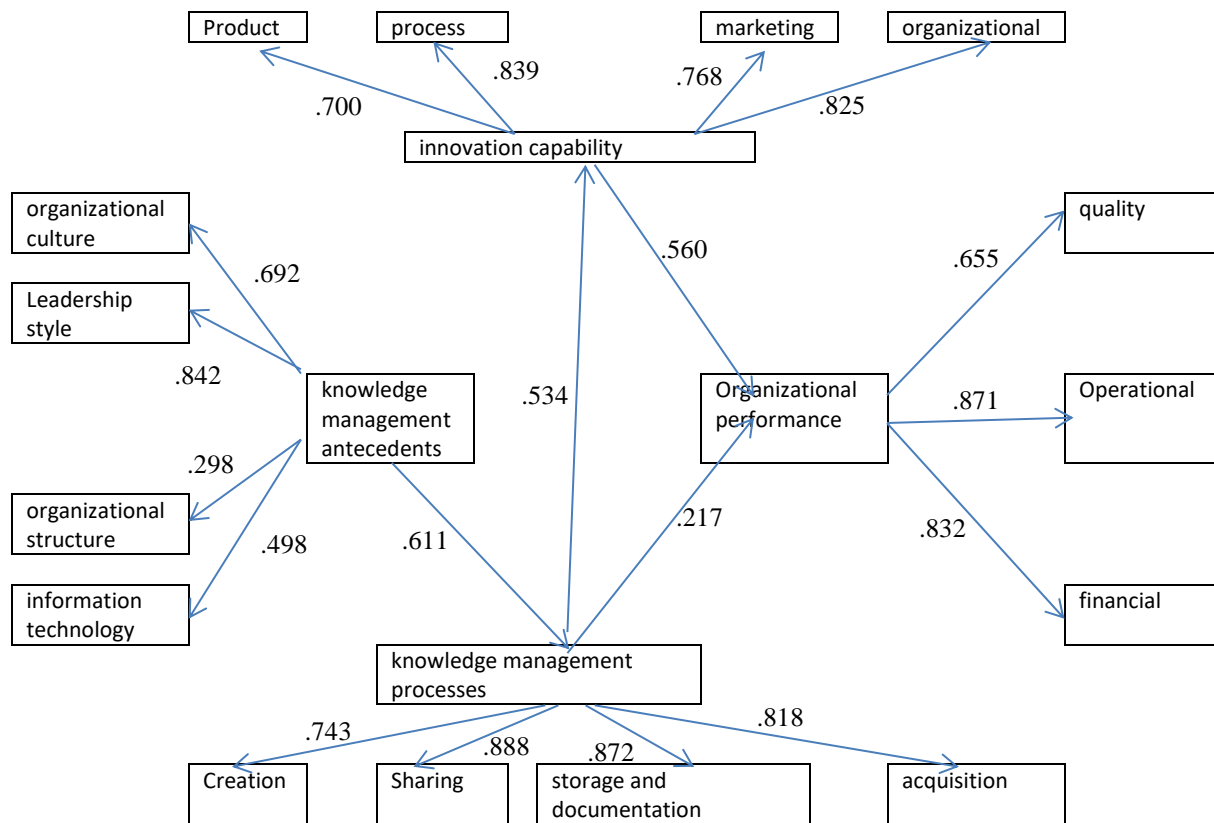 Product
process
marketing
organizational
.839
.768
.700
.825
innovation capability
organizational
culture
quality
.560
.655
.692
Leadership
style
.842
knowledge
management
antecedents
.534
Organizational
performance
.871
Operational
.298
organizational
structure
.498
.611
.217
.832
information
technology
financial
knowledge management
processes
.743
.888
.872
.818
Creation
Sharing
storage and
documentation
acquisition